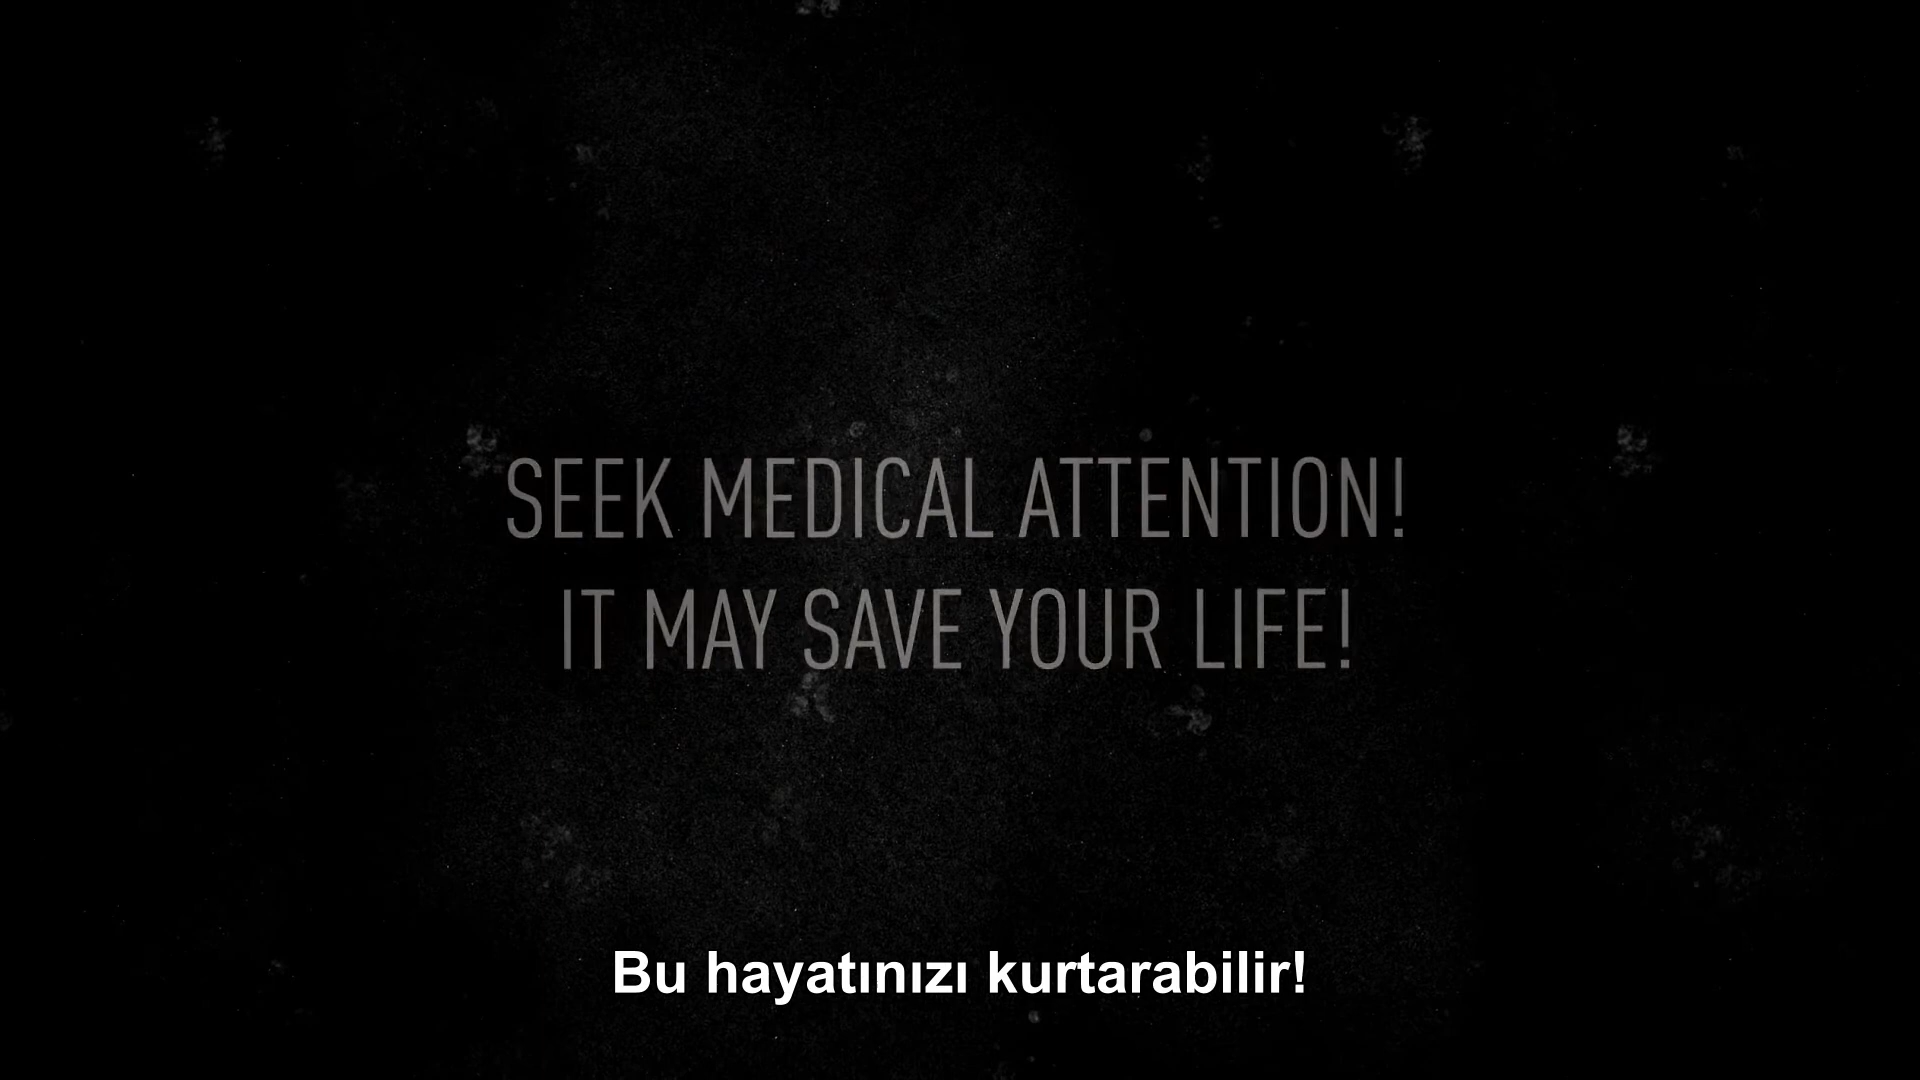 SEEK MEDICAL ATTENTION!
IT MAY SAVE YOUR LIFE!
Bu hayatınızı kurtarabilir!